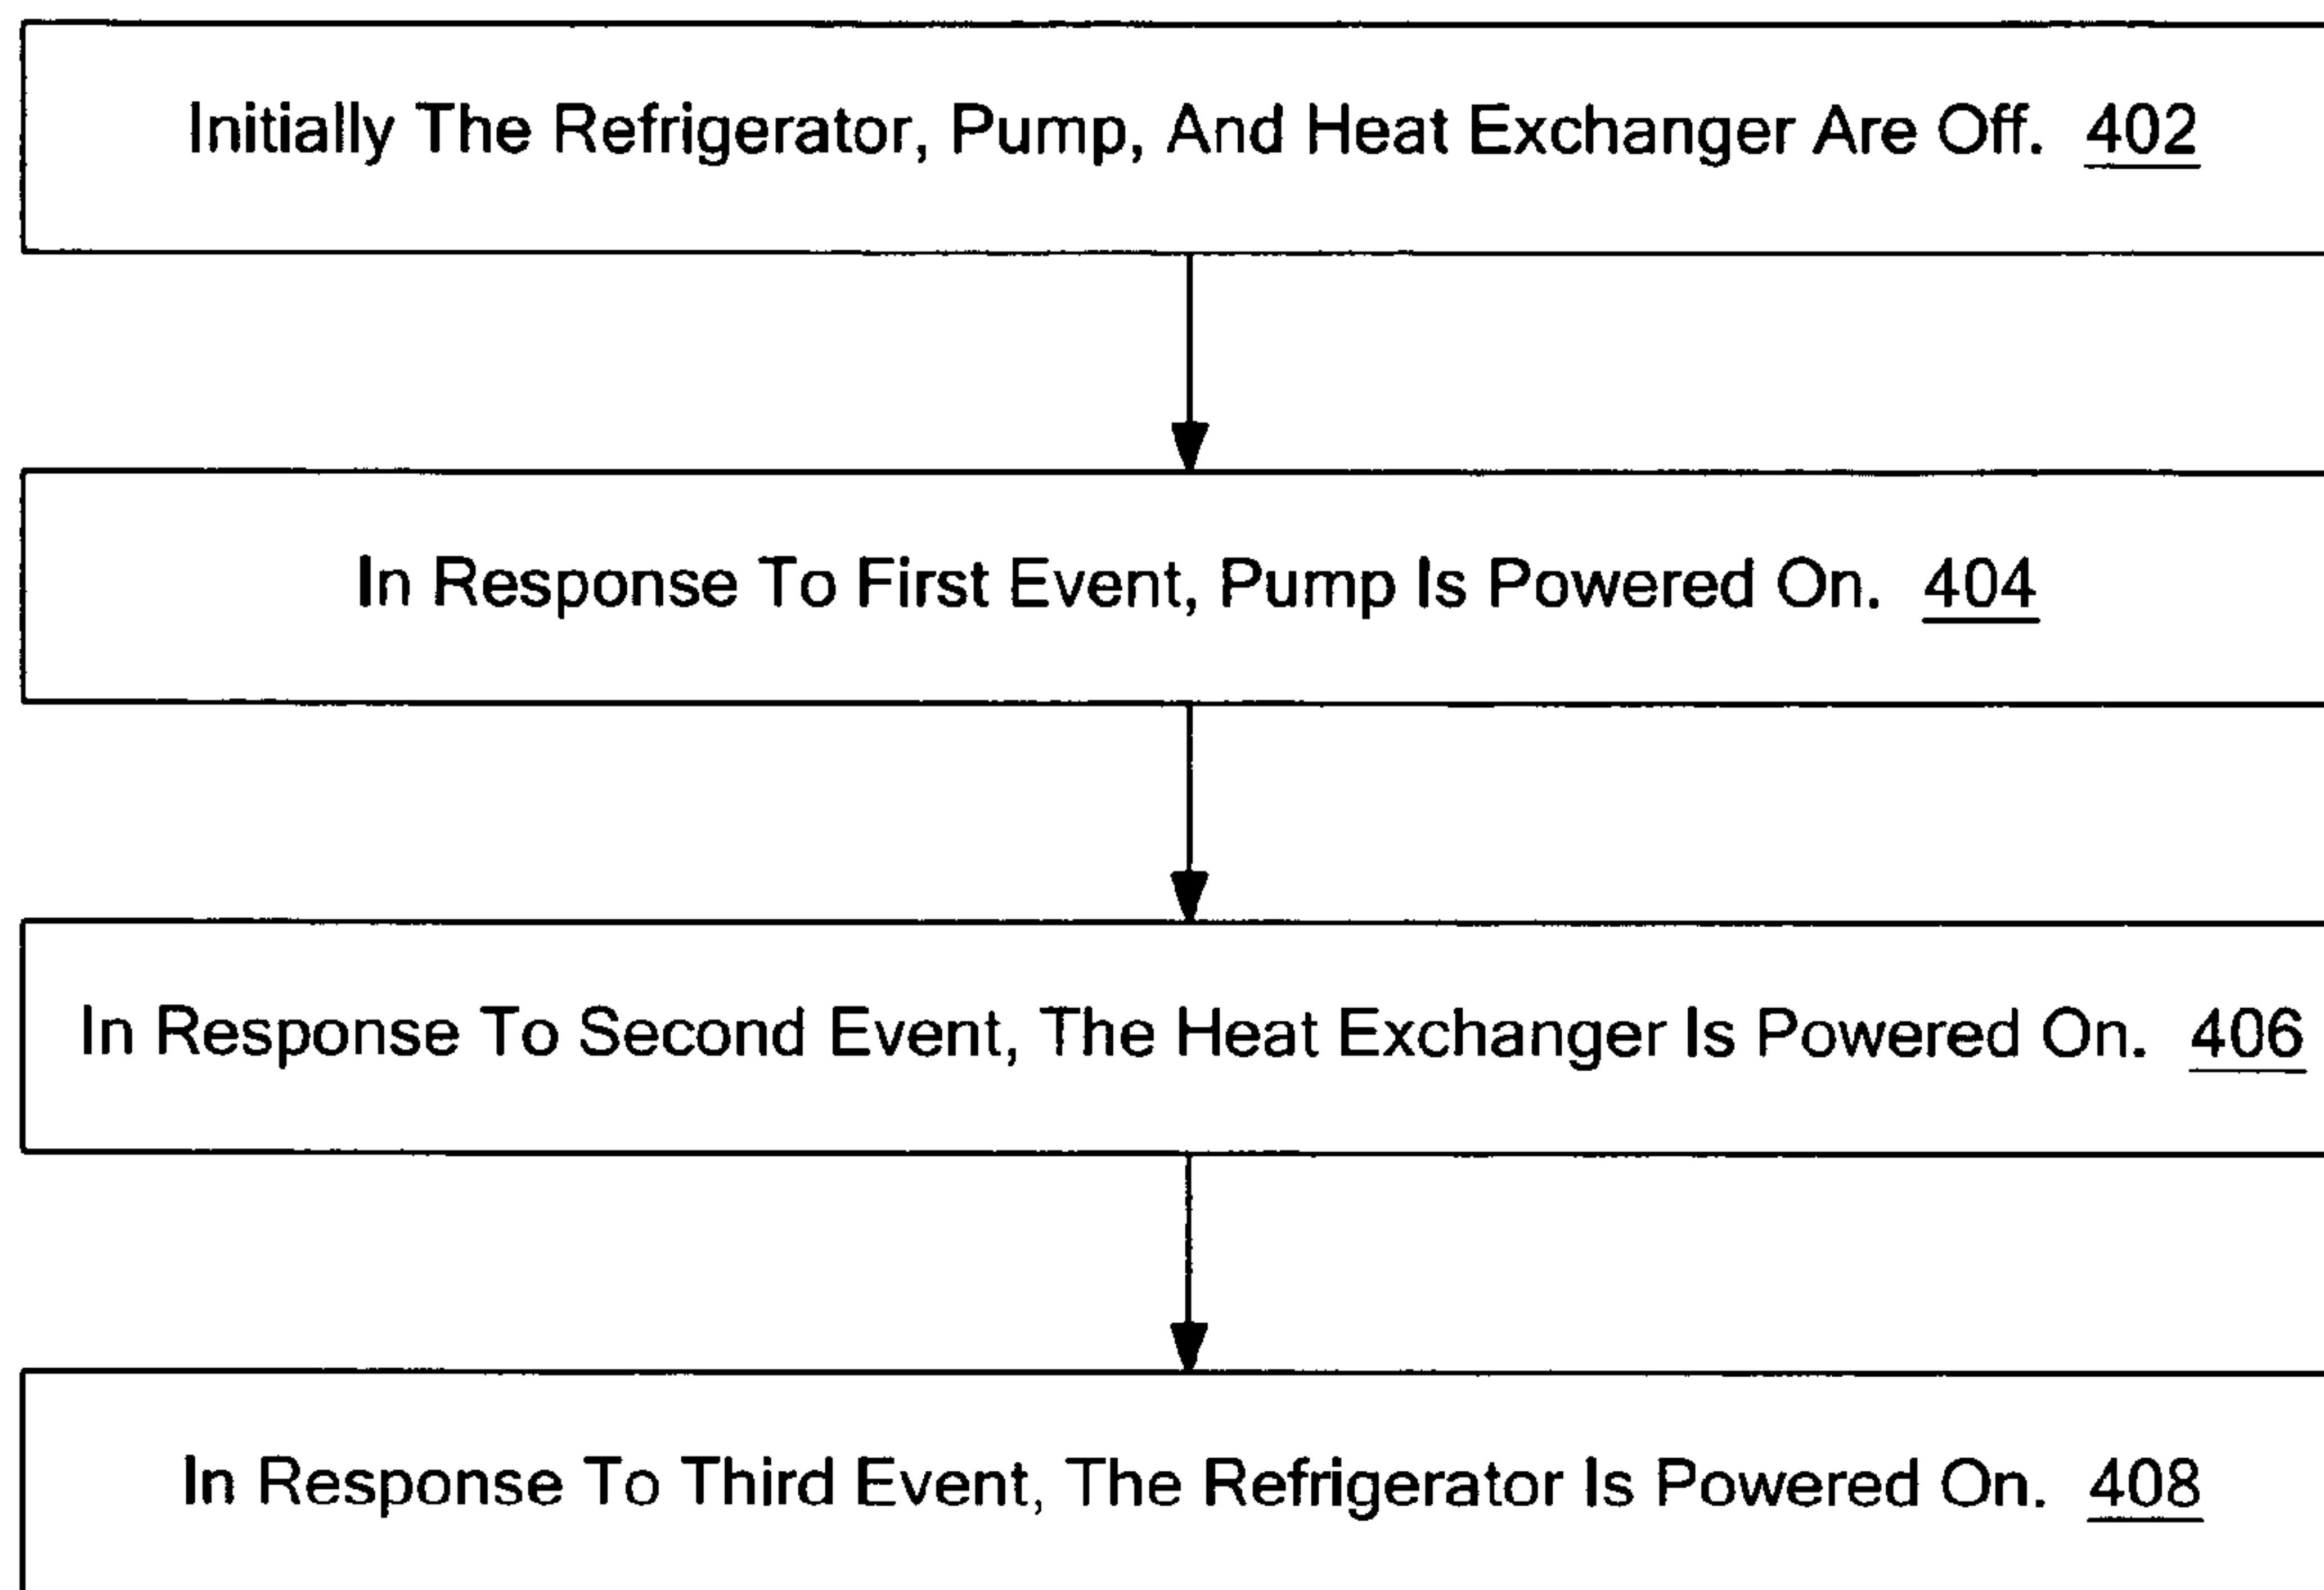 Initially The Refrigerator, Pump, And Heat Exchanger Are Off. 402
In Response To First Event, Pump Is Powered On. 404
In Response To Second Event, The Heat Exchanger Is Powered On. 406
In Response To Third Event, The Refrigerator Is Powered On. 408